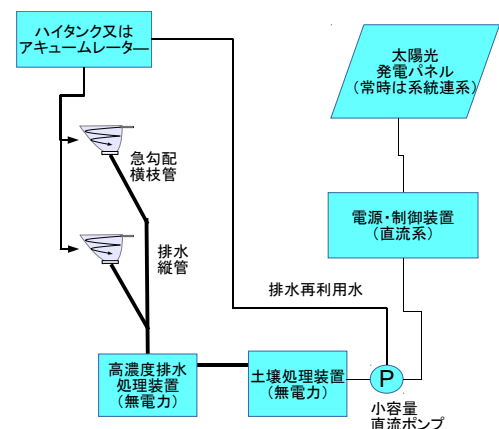 ハイタンク又は
アキュームレーター
太陽光
発電パネル
(常時は系統連系)
急勾配
横枝管
電源・制御装置
(直流系)
排水
縦管
排水再利用水
高濃度排水
処理装置
(無電力)
土壌処理装置
(無電力)
P
小容量
直流ポンプ